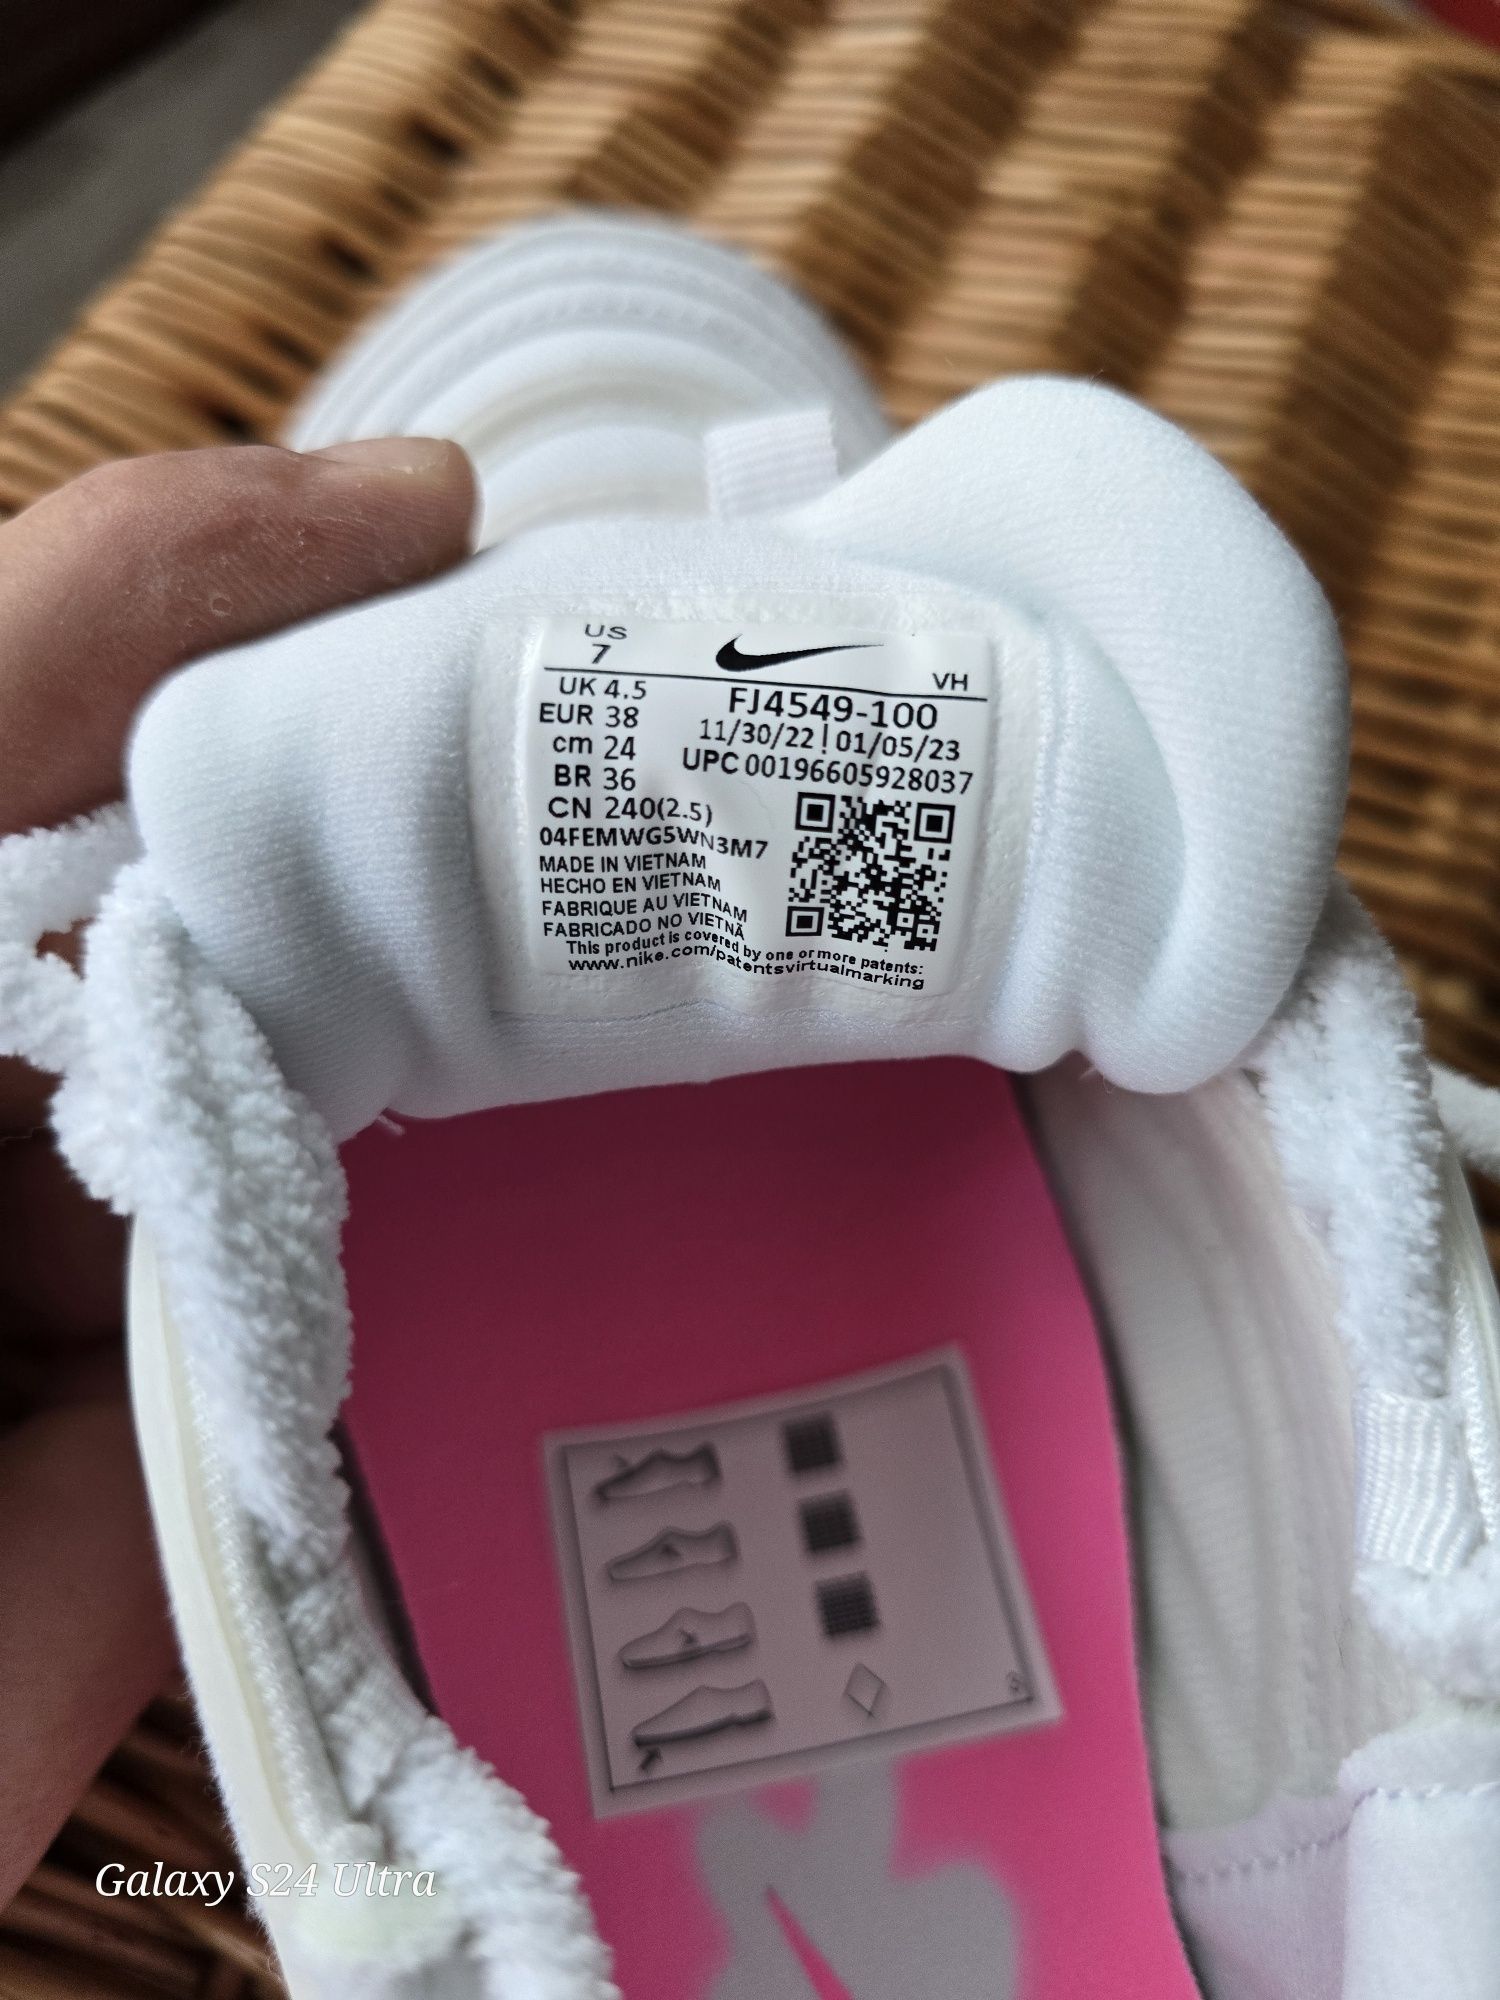 US
7
VH
UK 4.5
EUR 38
cm 24
BR 36
CN 240(2.5)
FJ4549-100
11/30/22 | 01/05/23
UPC 00196605928037
04FEMWG5WN3M7
MADE IN VIETNAM
HECHO EN VIETNAM
FABRIQUE AU VIETNAM
FABRICADO NO VIETNÃ
This product is covered by one or more patents:
www.nike.com/patentsvirtualmarking
Galaxy S24 Ultra